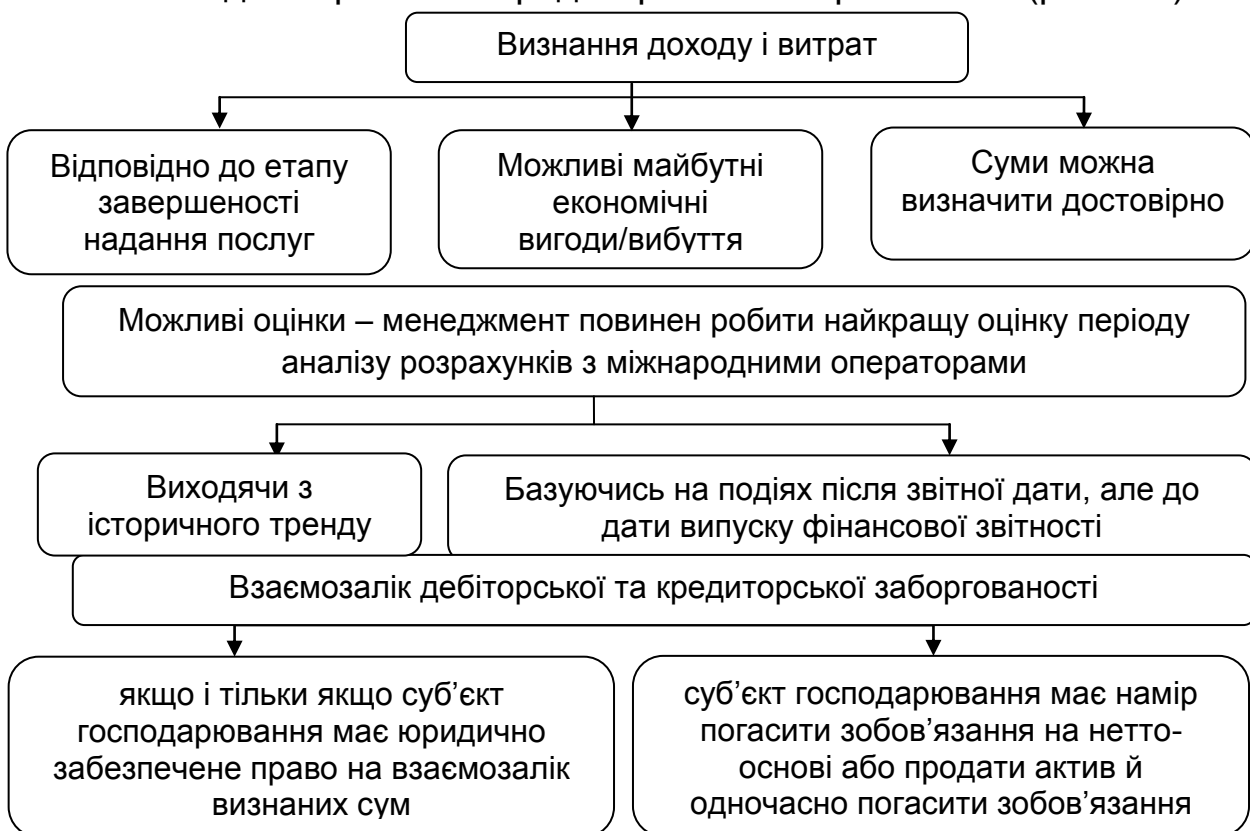 Визнання доходу і витрат
Відповідно до етапу
завершеності
надання послуг
Можливі майбутні
економічні
вигоди/вибуття
Суми можна
визначити достовірно
Можливі оцінки – менеджмент повинен робити найкращу оцінку періоду
аналізу розрахунків з міжнародними операторами
Виходячи з
історичного тренду
Базуючись на подіях після звітної дати, але до
дати випуску фінансової звітності
Взаємозалік дебіторської та кредиторської заборгованості
якщо і тільки якщо суб’єкт
господарювання має юридично
забезпечене право на взаємозалік
визнаних сум
суб’єкт господарювання має намір
погасити зобов’язання на нетто-
основі або продати актив й
одночасно погасити зобов’язання